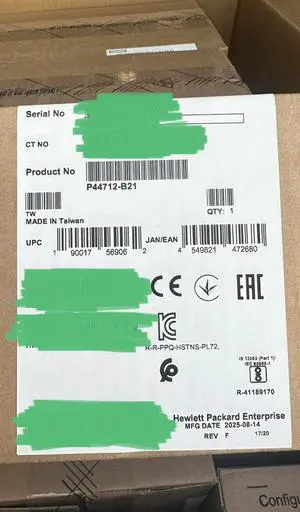 Serial No
CT NO
Product No
P44712-B21
TW
MADE IN Taiwan
QTY: 1
UPC
1 90017 56906 2
JAN/EAN
4 549821 472680
CE
EAC
R-R-PPQ-HSTNS-PL72,
IS 13252 (Part 1)/
IEC 60950-1
R-41189170
Hewlett Packard Enterprise
MFG DATE 2025-08-14
REV F 17/20
Config